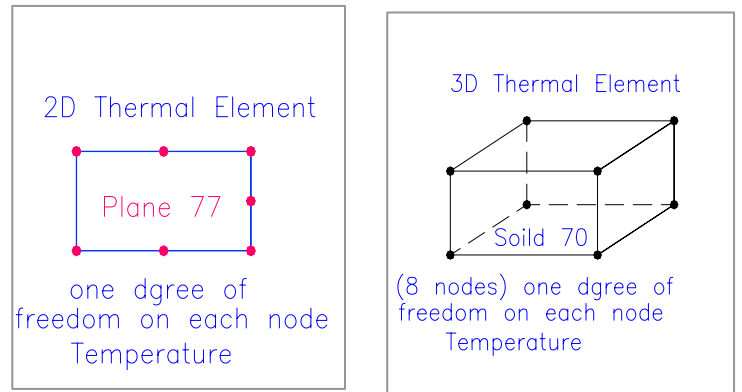 2D Thermal Element
Plane 77
one dgree of
freedom on each node
Temperature
3D Thermal Element
Soild 70
(8 nodes) one dgree of
freedom on each node
Temperature